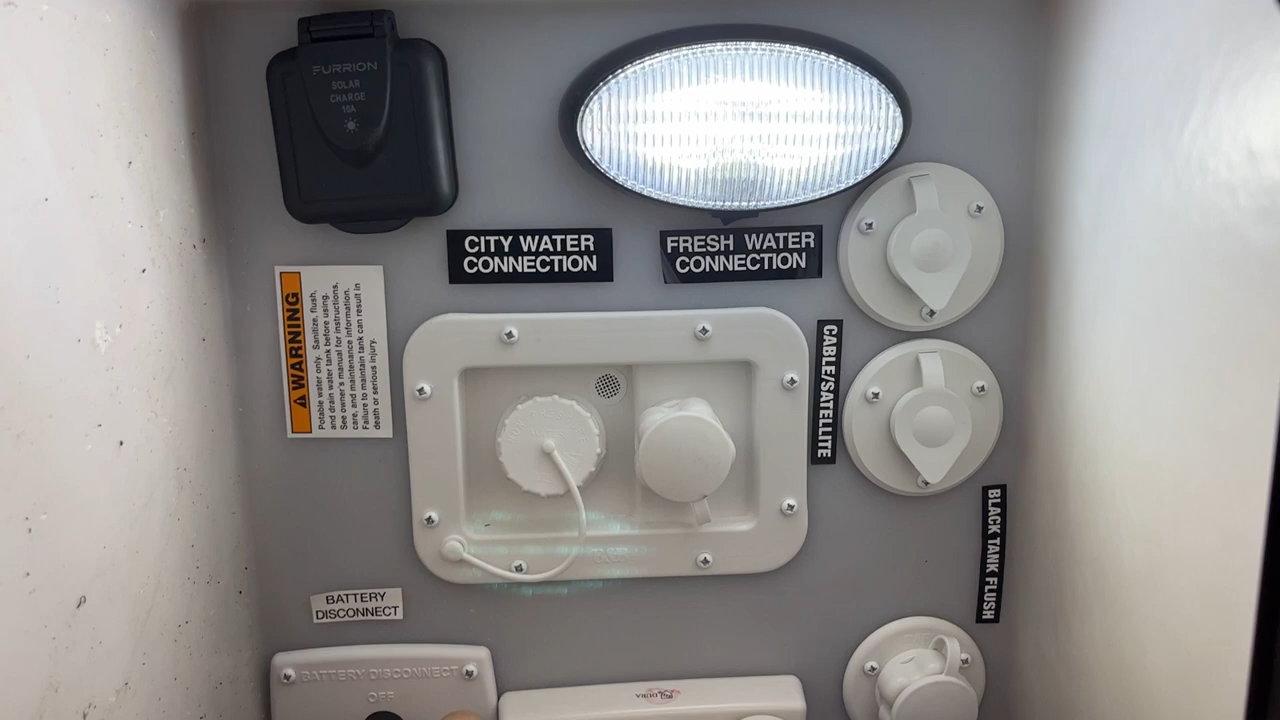 FURRION
SOLAR
CHARGE
10A
CITY WATER
CONNECTION
FRESH WATER
CONNECTION
WARNING
Potable water only. Sanitize, flush,
and drain water tank before using.
See owner's manual for instructions,
care, and maintenance information.
Failure to maintain tank can result in
death or serious injury.
CABLE/SATELLITE
BLACK TANK FLUSH
BATTERY
DISCONNECT
BATTERY DISCONNECT
OFF
DURA